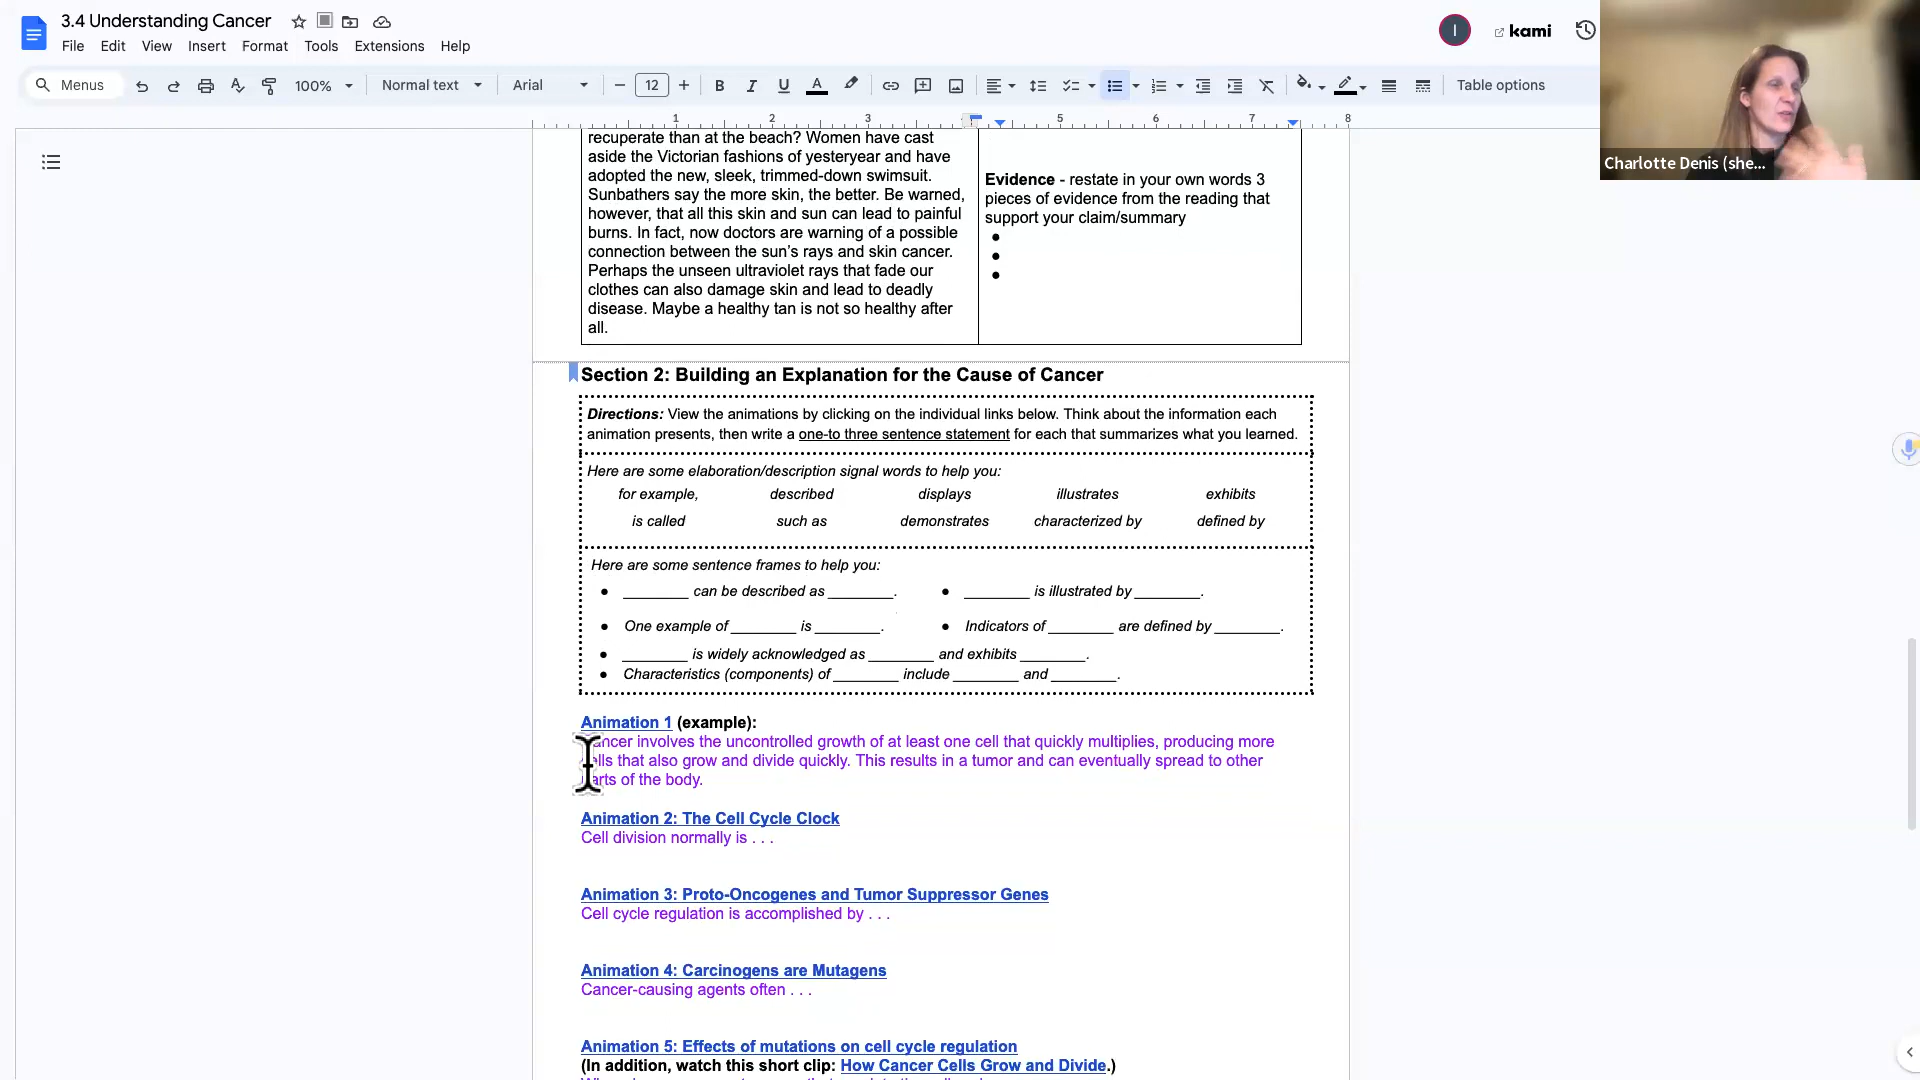 3.4 Understanding Cancer
File Edit View Insert Format Tools Extensions Help
I
kami
Menus
100%
Normal text
Arial
12
Table options
1 2 3 5 6 7 8
Charlotte Denis (she...
recuperate than at the beach? Women have cast
aside the Victorian fashions of yesteryear and have
adopted the new, sleek, trimmed-down swimsuit.
Sunbathers say the more skin, the better. Be warned,
however, that all this skin and sun can lead to painful
burns. In fact, now doctors are warning of a possible
connection between the sun's rays and skin cancer.
Perhaps the unseen ultraviolet rays that fade our
clothes can also damage skin and lead to deadly
disease. Maybe a healthy tan is not so healthy after
all.
Evidence - restate in your own words 3
pieces of evidence from the reading that
support your claim/summary
Section 2: Building an Explanation for the Cause of Cancer
Directions: View the animations by clicking on the individual links below. Think about the information each
animation presents, then write a one-to three sentence statement for each that summarizes what you learned.
Here are some elaboration/description signal words to help you:
for example, described displays illustrates exhibits
is called such as demonstrates characterized by defined by
Here are some sentence frames to help you:
● ________ can be described as ________. ● ________ is illustrated by ________.
● One example of ________ is ________. ● Indicators of ________ are defined by ________.
● ________ is widely acknowledged as ________ and exhibits ________.
● Characteristics (components) of ________ include ________ and ________.
Animation 1 (example):
Cancer involves the uncontrolled growth of at least one cell that quickly multiplies, producing more
cells that also grow and divide quickly. This results in a tumor and can eventually spread to other
parts of the body.
Animation 2: The Cell Cycle Clock
Cell division normally is . . .
Animation 3: Proto-Oncogenes and Tumor Suppressor Genes
Cell cycle regulation is accomplished by . . .
Animation 4: Carcinogens are Mutagens
Cancer-causing agents often . . .
Animation 5: Effects of mutations on cell cycle regulation
(In addition, watch this short clip: How Cancer Cells Grow and Divide.)